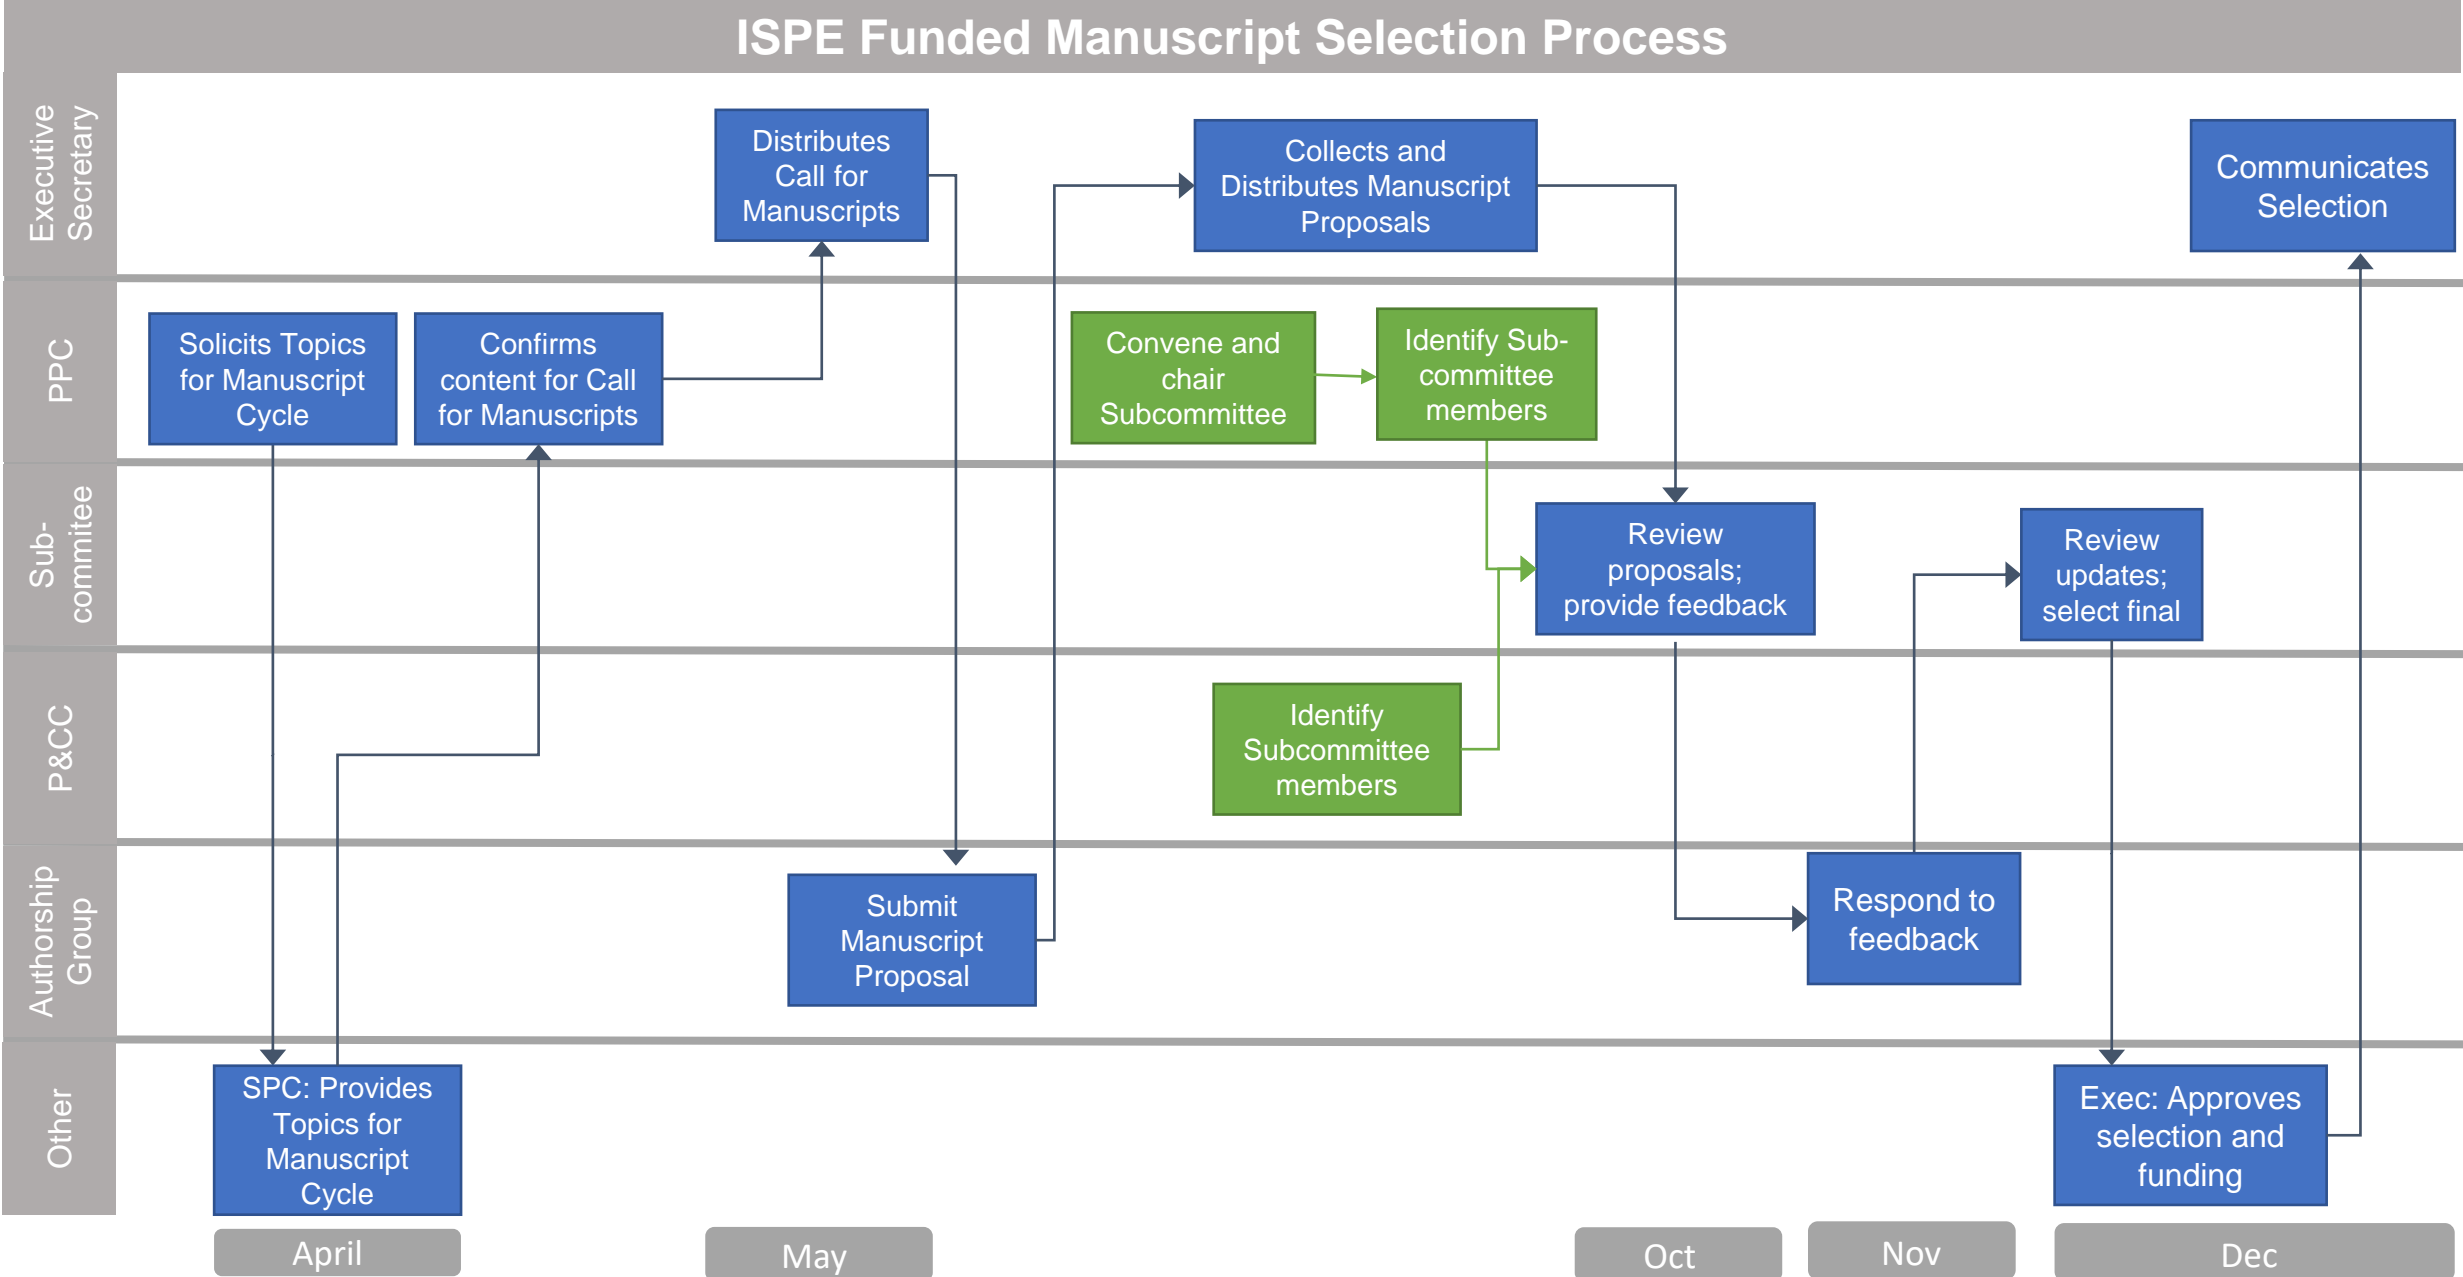 ISPE Funded Manuscript Selection Process
Executive
Secretary
Distributes
Call for
Manuscripts
Collects and
Distributes Manuscript
Proposals
Communicates
Selection
PPC
Solicits Topics
for Manuscript
Cycle
Confirms
content for Call
for Manuscripts
Convene and
chair
Subcommittee
Identify Sub-
committee
members
Sub-
commitee
Review
proposals;
provide feedback
Review
updates;
select final
P&CC
Identify
Subcommittee
members
Authorship
Group
Submit
Manuscript
Proposal
Respond to
feedback
Other
SPC: Provides
Topics for
Manuscript
Cycle
Exec: Approves
selection and
funding
April
May
Oct
Nov
Dec